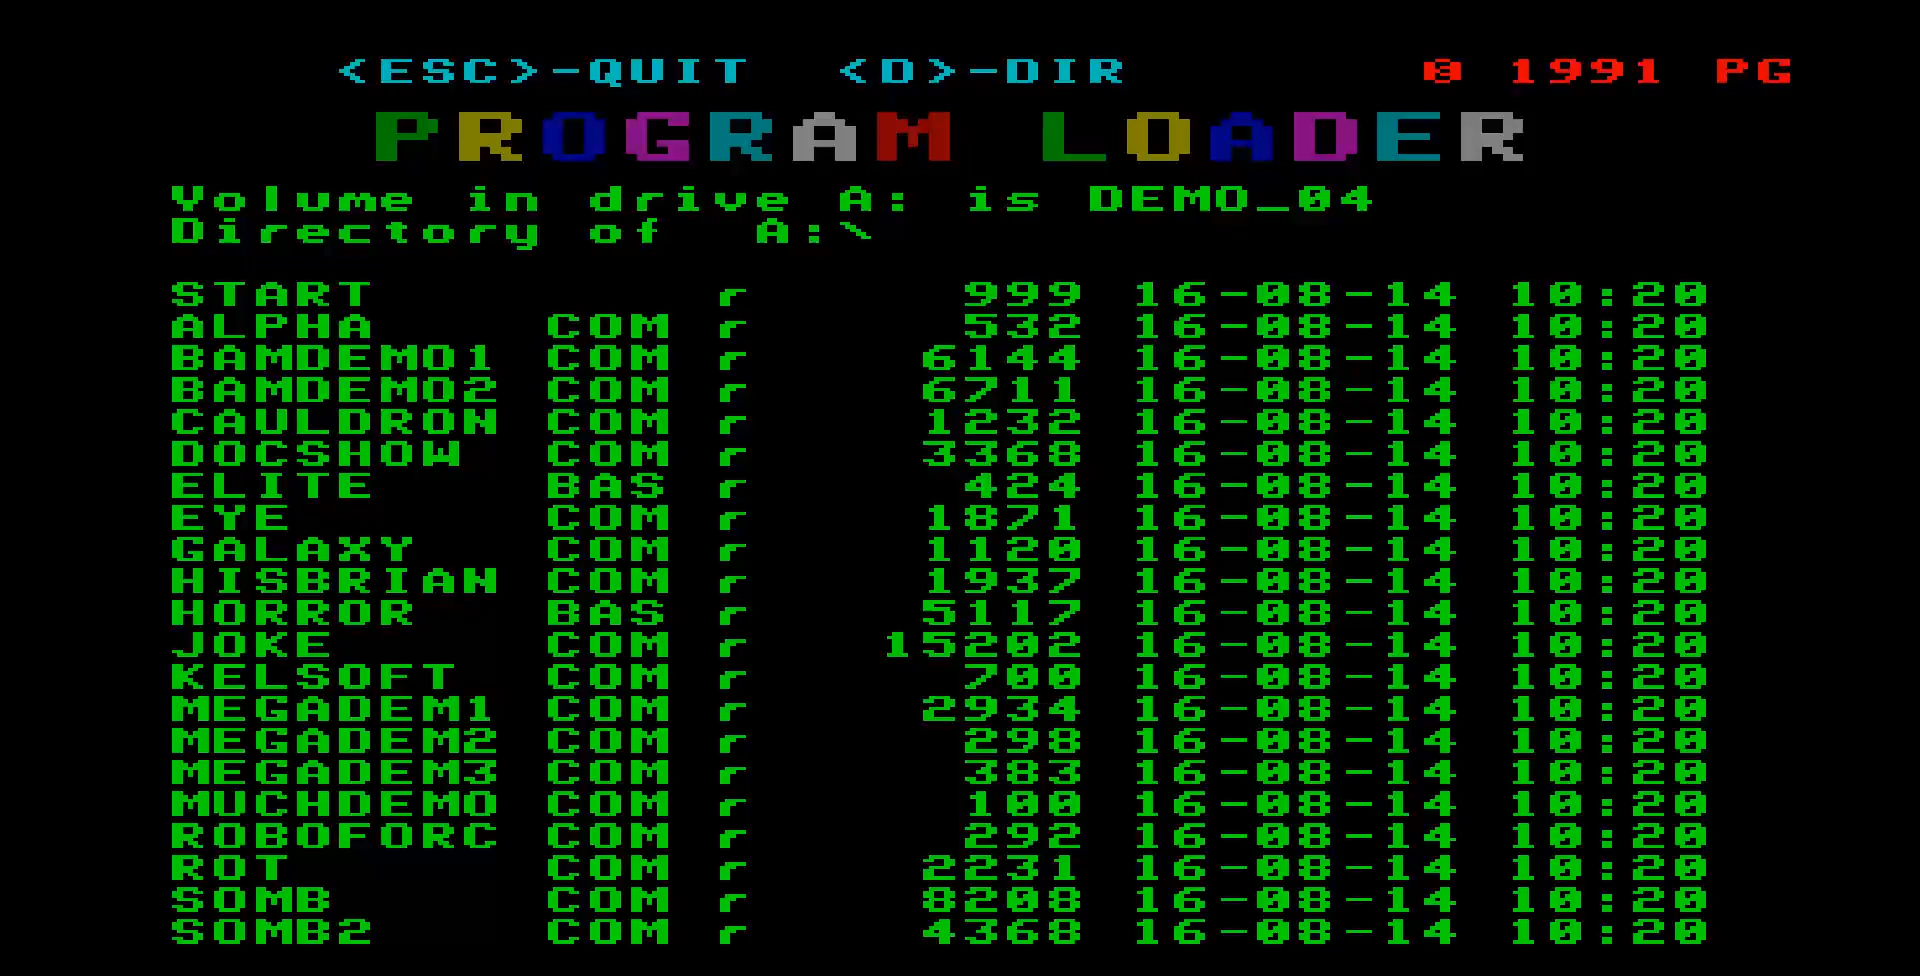 <ESC>-QUIT <D>-DIR © 1991 PG
PROGRAM LOADER
Volume in drive A: is DEMO_04
Directory of A:\
START r 999 16-08-14 10:20
ALPHA COM r 532 16-08-14 10:20
BAMDEMO1 COM r 6144 16-08-14 10:20
BAMDEMO2 COM r 6711 16-08-14 10:20
CAULDRON COM r 1232 16-08-14 10:20
DOCSHOW COM r 3368 16-08-14 10:20
ELITE BAS r 424 16-08-14 10:20
EYE COM r 1871 16-08-14 10:20
GALAXY COM r 1120 16-08-14 10:20
HISBRIAN COM r 1937 16-08-14 10:20
HORROR BAS r 5117 16-08-14 10:20
JOKE COM r 15202 16-08-14 10:20
KELSOFT COM r 700 16-08-14 10:20
MEGADEM1 COM r 2934 16-08-14 10:20
MEGADEM2 COM r 298 16-08-14 10:20
MEGADEM3 COM r 383 16-08-14 10:20
MUCHDEMO COM r 100 16-08-14 10:20
ROBOFORC COM r 292 16-08-14 10:20
ROT COM r 2231 16-08-14 10:20
SOMB COM r 8208 16-08-14 10:20
SOMB2 COM r 4368 16-08-14 10:20